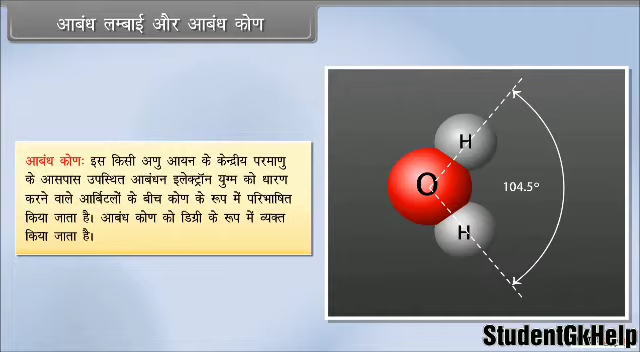 आबंध लम्बाई और आबंध कोण
आबंध कोण: इस किसी अणु आयन के केन्द्रीय परमाणु
के आसपास उपस्थित आबंधन इलेक्ट्रॉन युग्म को धारण
करने वाले आर्बिटलों के बीच कोण के रूप में परिभाषित
किया जाता है। आबंध कोण को डिग्री के रूप में व्यक्त
किया जाता है।
H
O
104.5°
H
StudentGkHelp